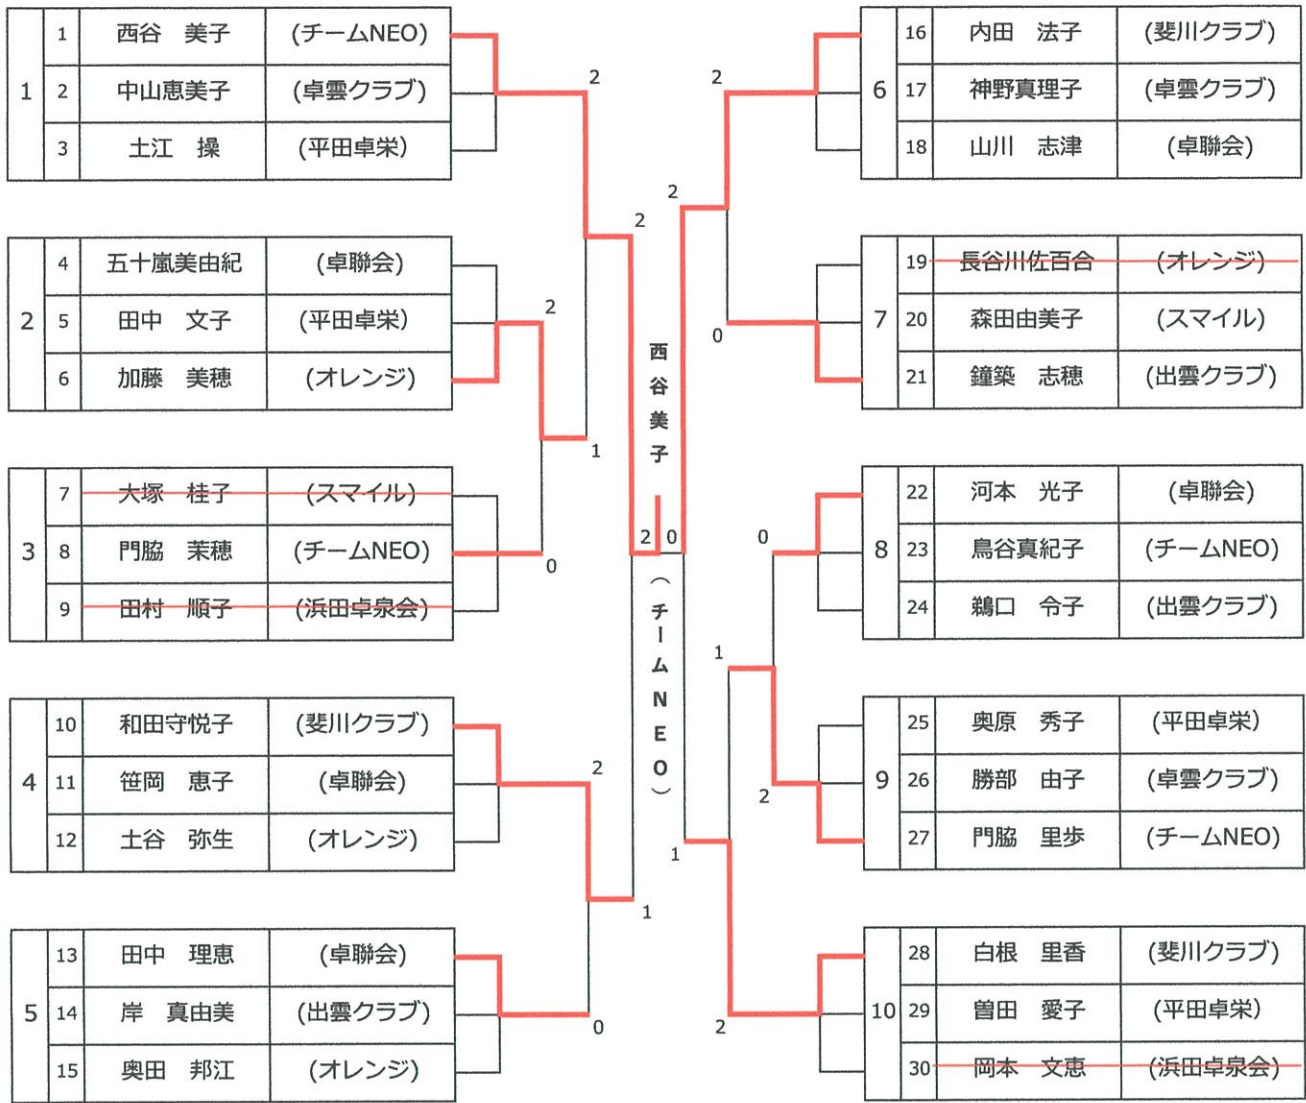 1
1 西谷 美子 (チームNEO)
2 中山恵美子 (卓雲クラブ)
3 土江 操 (平田卓栄)
2
4 五十嵐美由紀 (卓聯会)
5 田中 文子 (平田卓栄)
6 加藤 美穂 (オレンジ)
3
7 大塚 桂子 (スマイル)
8 門脇 茉穂 (チームNEO)
9 田村 順子 (浜田卓泉会)
4
10 和田守悦子 (斐川クラブ)
11 笹岡 恵子 (卓聯会)
12 土谷 弥生 (オレンジ)
5
13 田中 理恵 (卓聯会)
14 岸 真由美 (出雲クラブ)
15 奥田 邦江 (オレンジ)
2
2
2
1
0
2
1
0
西谷美子
2 0
(チームNEO)
2
2
0
0
1
2
1
2
6
16 内田 法子 (斐川クラブ)
17 神野真理子 (卓雲クラブ)
18 山川 志津 (卓聯会)
7
19 長谷川佐百合 (オレンジ)
20 森田由美子 (スマイル)
21 鐘築 志穂 (出雲クラブ)
8
22 河本 光子 (卓聯会)
23 鳥谷真紀子 (チームNEO)
24 鵜口 令子 (出雲クラブ)
9
25 奥原 秀子 (平田卓栄)
26 勝部 由子 (卓雲クラブ)
27 門脇 里歩 (チームNEO)
10
28 白根 里香 (斐川クラブ)
29 曽田 愛子 (平田卓栄)
30 岡本 文恵 (浜田卓泉会)